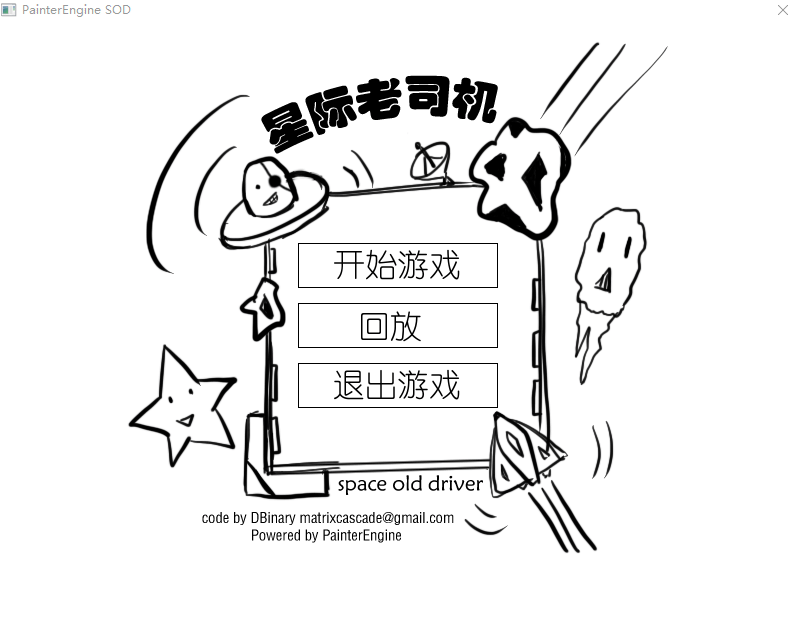 PainterEngine SOD
星际老司机
开始游戏
回放
退出游戏
space old driver
code by DBinary matrixcascade@gmail.com
Powered by PainterEngine